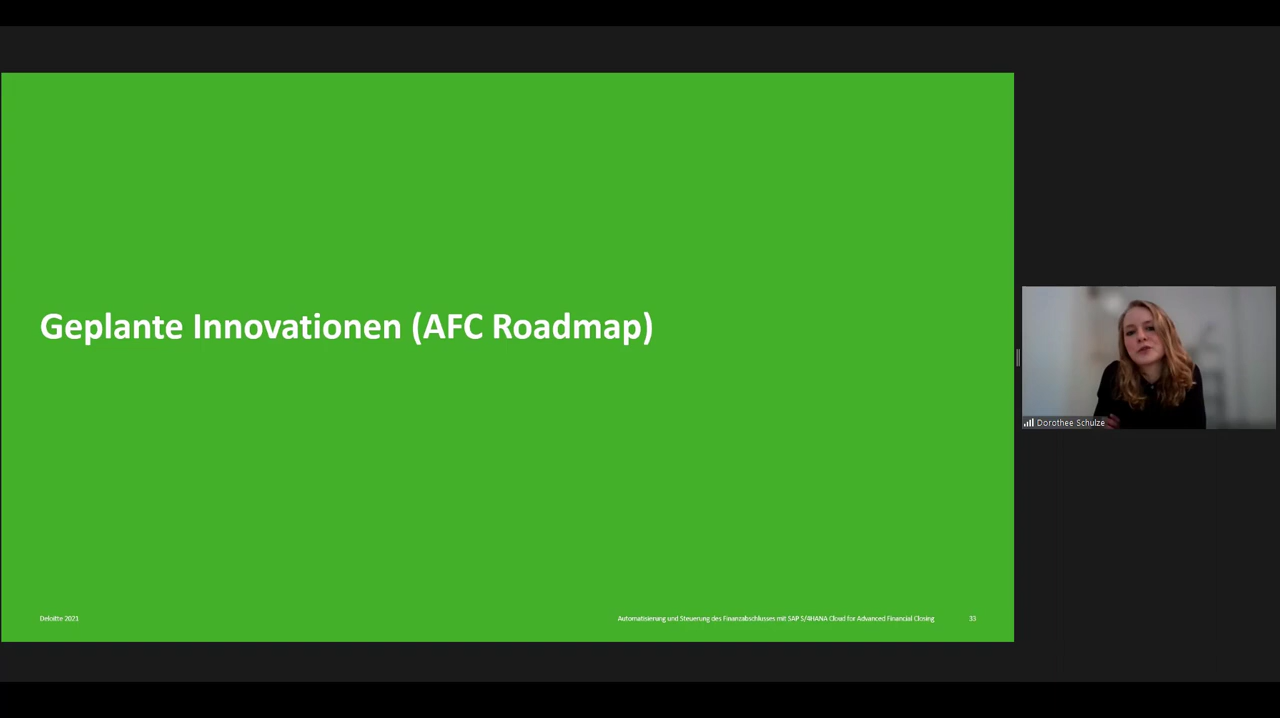 Geplante Innovationen (AFC Roadmap)
Dorothee Schulze
Deloitte 2021
Automatisierung und Steuerung des Finanzabschlusses mit SAP S/4HANA Cloud for Advanced Financial Closing
33